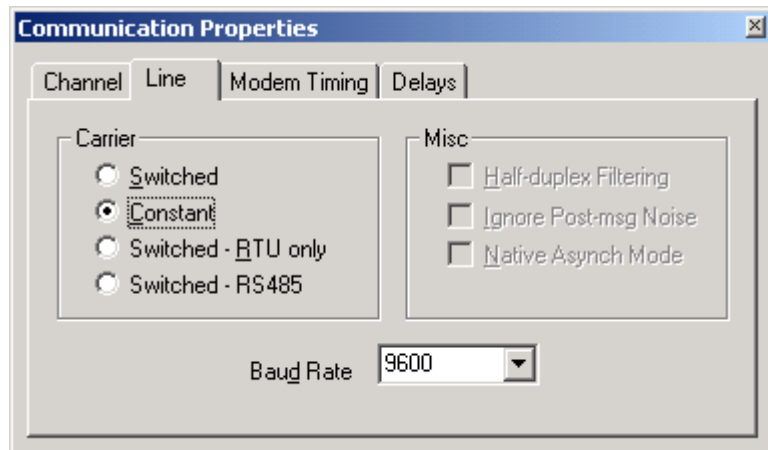 Communication Properties
Channel Line Modem Timing Delays
Carrier
Switched
Constant
Switched - RTU only
Switched - RS485
Misc
Half-duplex Filtering
Ignore Post-msg Noise
Native Asynch Mode
Baud Rate 9600